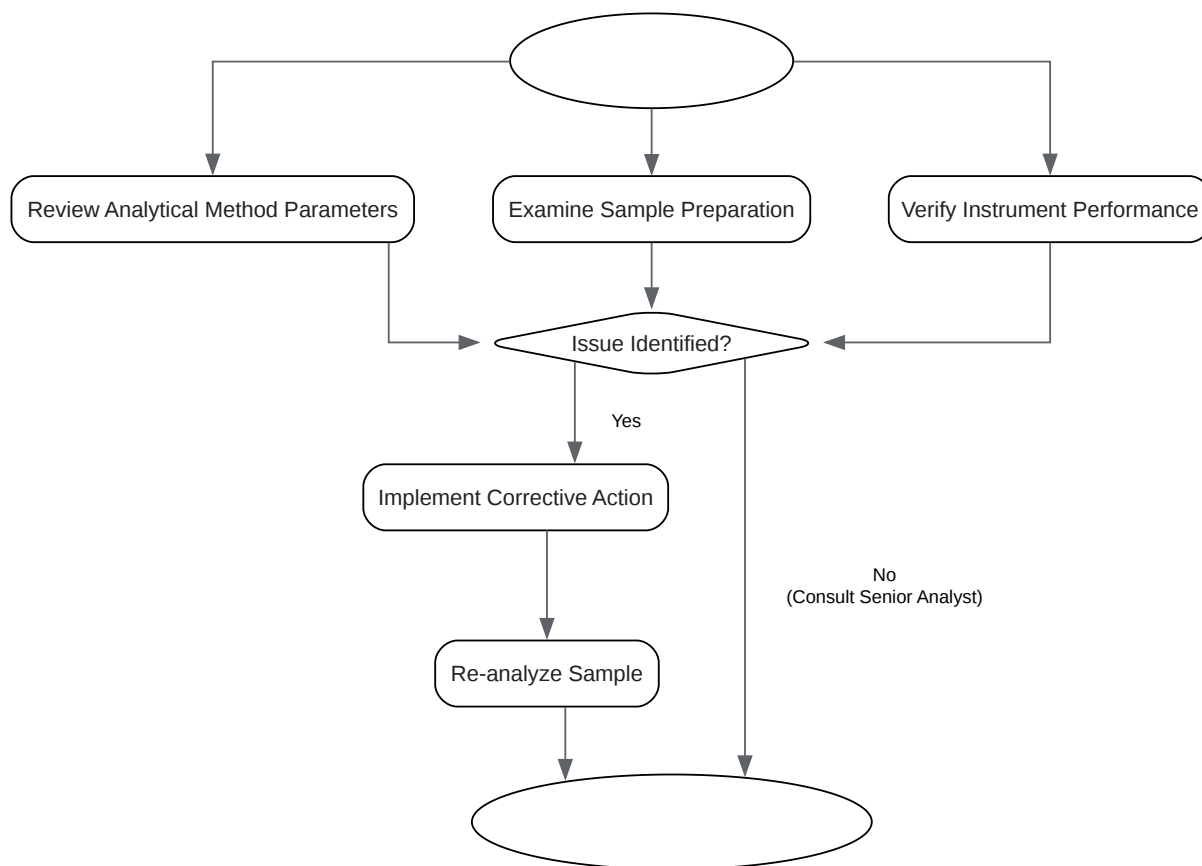 Review Analytical Method Parameters
Examine Sample Preparation
Verify Instrument Performance
Issue Identified?
Yes
Implement Corrective Action
No
(Consult Senior Analyst)
Re-analyze Sample